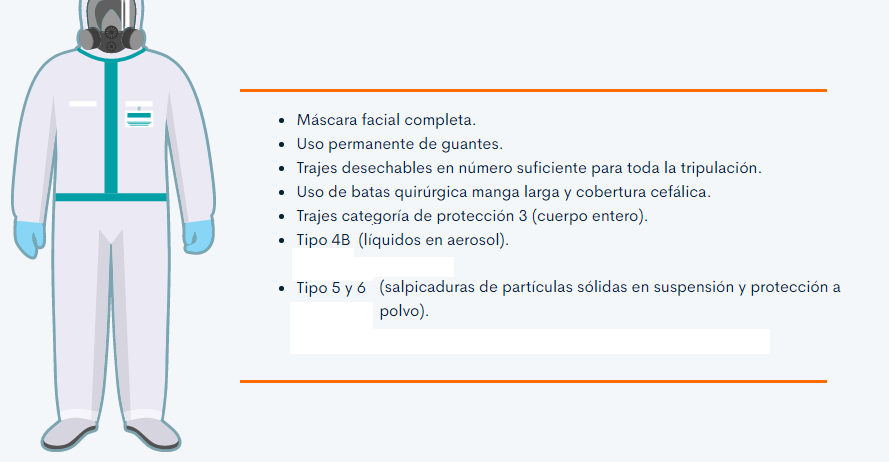 Máscara facial completa.
Uso permanente de guantes.
Trajes desechables en número suficiente para toda la tripulación.
Uso de batas quirúrgica manga larga y cobertura cefálica.
Trajes categoría de protección 3 (cuerpo entero).
Tipo 4B (líquidos en aerosol).
Tipo 5 y 6 (salpicaduras de partículas sólidas en suspensión y protección a
polvo).